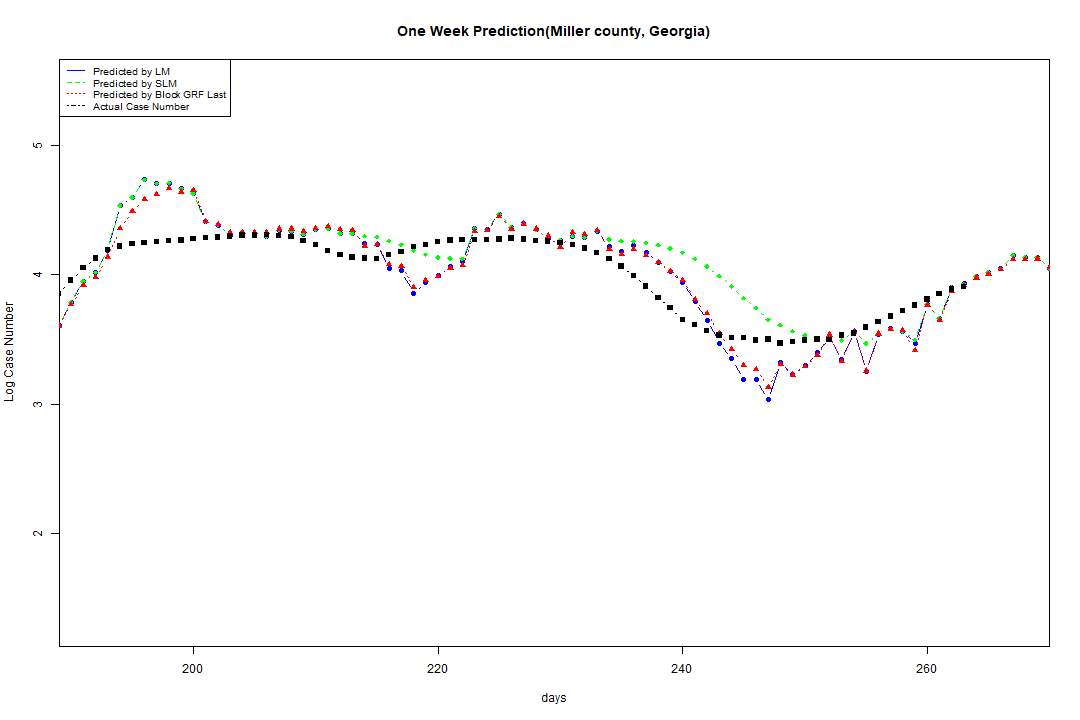 One Week Prediction(Miller county, Georgia)
Predicted by LM
Predicted by SLM
Predicted by Block GRF Last
Actual Case Number
5
4
3
2
Log Case Number
200 220 240 260
days